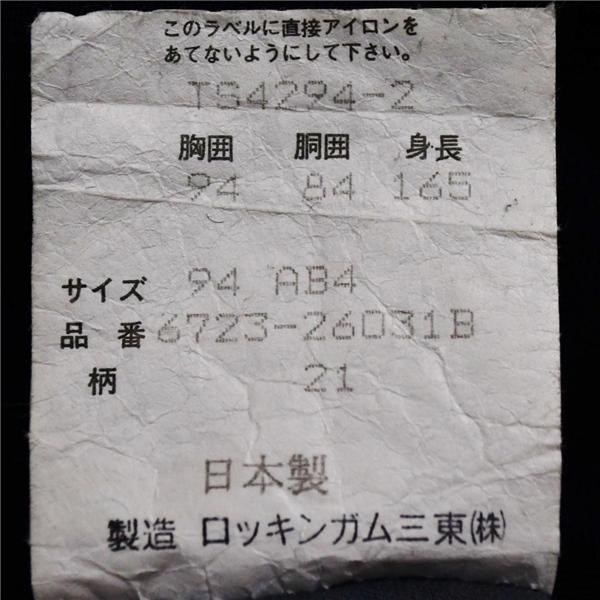 このラベルに直接アイロンを
あてないようにして下さい。
TS4294-2
胸囲 胴囲 身長
94 84 165
サイズ 94 AB4
品番 6723-26031B
柄 21
日本製
製造 ロッキンガム三東(株)